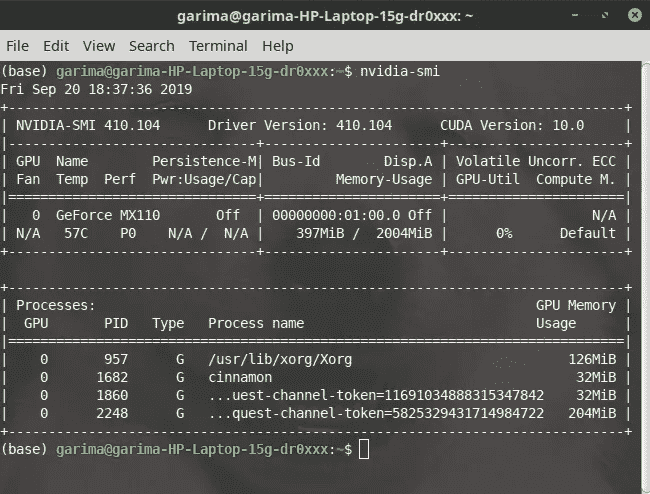 garima@garima-HP-Laptop-15g-dr0xxx: ~
File Edit View Search Terminal Help
(base) garima@garima-HP-Laptop-15g-dr0xxx:~$ nvidia-smi
Fri Sep 20 18:37:36 2019
+-----------------------------------------------------------------------------+
| NVIDIA-SMI 410.104      Driver Version: 410.104      CUDA Version: 10.0     |
|-------------------------------+----------------------+----------------------+
| GPU  Name        Persistence-M| Bus-Id        Disp.A | Volatile Uncorr. ECC |
| Fan  Temp  Perf  Pwr:Usage/Cap|         Memory-Usage | GPU-Util  Compute M. |
|===============================+======================+======================|
|   0  GeForce MX110       Off  | 00000000:01:00.0 Off |                  N/A |
| N/A   57C    P0    N/A /  N/A |    397MiB /  2004MiB |      0%      Default |
+-------------------------------+----------------------+----------------------+
+-----------------------------------------------------------------------------+
| Processes:                                                       GPU Memory |
|  GPU       PID   Type   Process name                             Usage      |
|=============================================================================|
|    0       957      G   /usr/lib/xorg/Xorg                           126MiB |
|    0      1682      G   cinnamon                                      32MiB |
|    0      1860      G   ...uest-channel-token=11691034888315347842    32MiB |
|    0      2248      G   ...quest-channel-token=5825329431714984722   204MiB |
+-----------------------------------------------------------------------------+
(base) garima@garima-HP-Laptop-15g-dr0xxx:~$